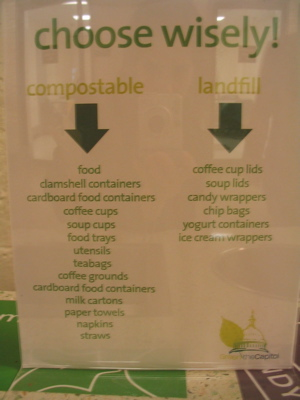 choose wisely!
compostable
food
clamshell containers
cardboard food containers
coffee cups
soup cups
food trays
utensils
teabags
coffee grounds
cardboard food containers
milk cartons
paper towels
napkins
straws
landfill
coffee cup lids
soup lids
candy wrappers
chip bags
yogurt containers
ice cream wrappers
Capitol